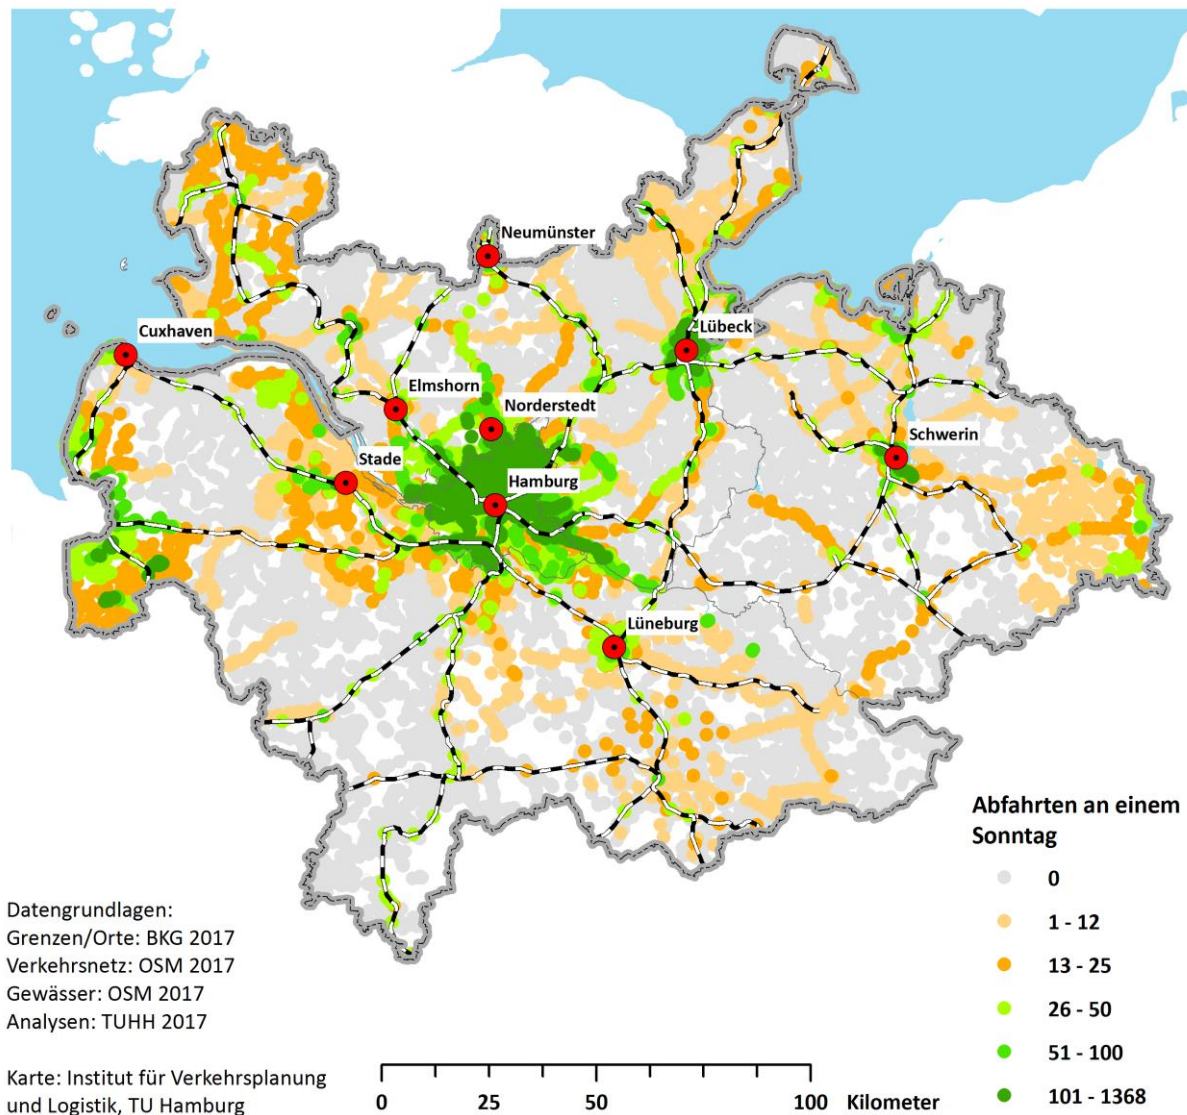 Neumünster
Cuxhaven
Lübeck
Elmshorn
Norderstedt
Schwerin
Stade
Hamburg
Lüneburg
Abfahrten an einem
Sonntag
0
1 - 12
13 - 25
26 - 50
51 - 100
101 - 1368
Datengrundlagen:
Grenzen/Orte: BKG 2017
Verkehrsnetz: OSM 2017
Gewässer: OSM 2017
Analysen: TUHH 2017
Karte: Institut für Verkehrsplanung
und Logistik, TU Hamburg
0 25 50 100 Kilometer